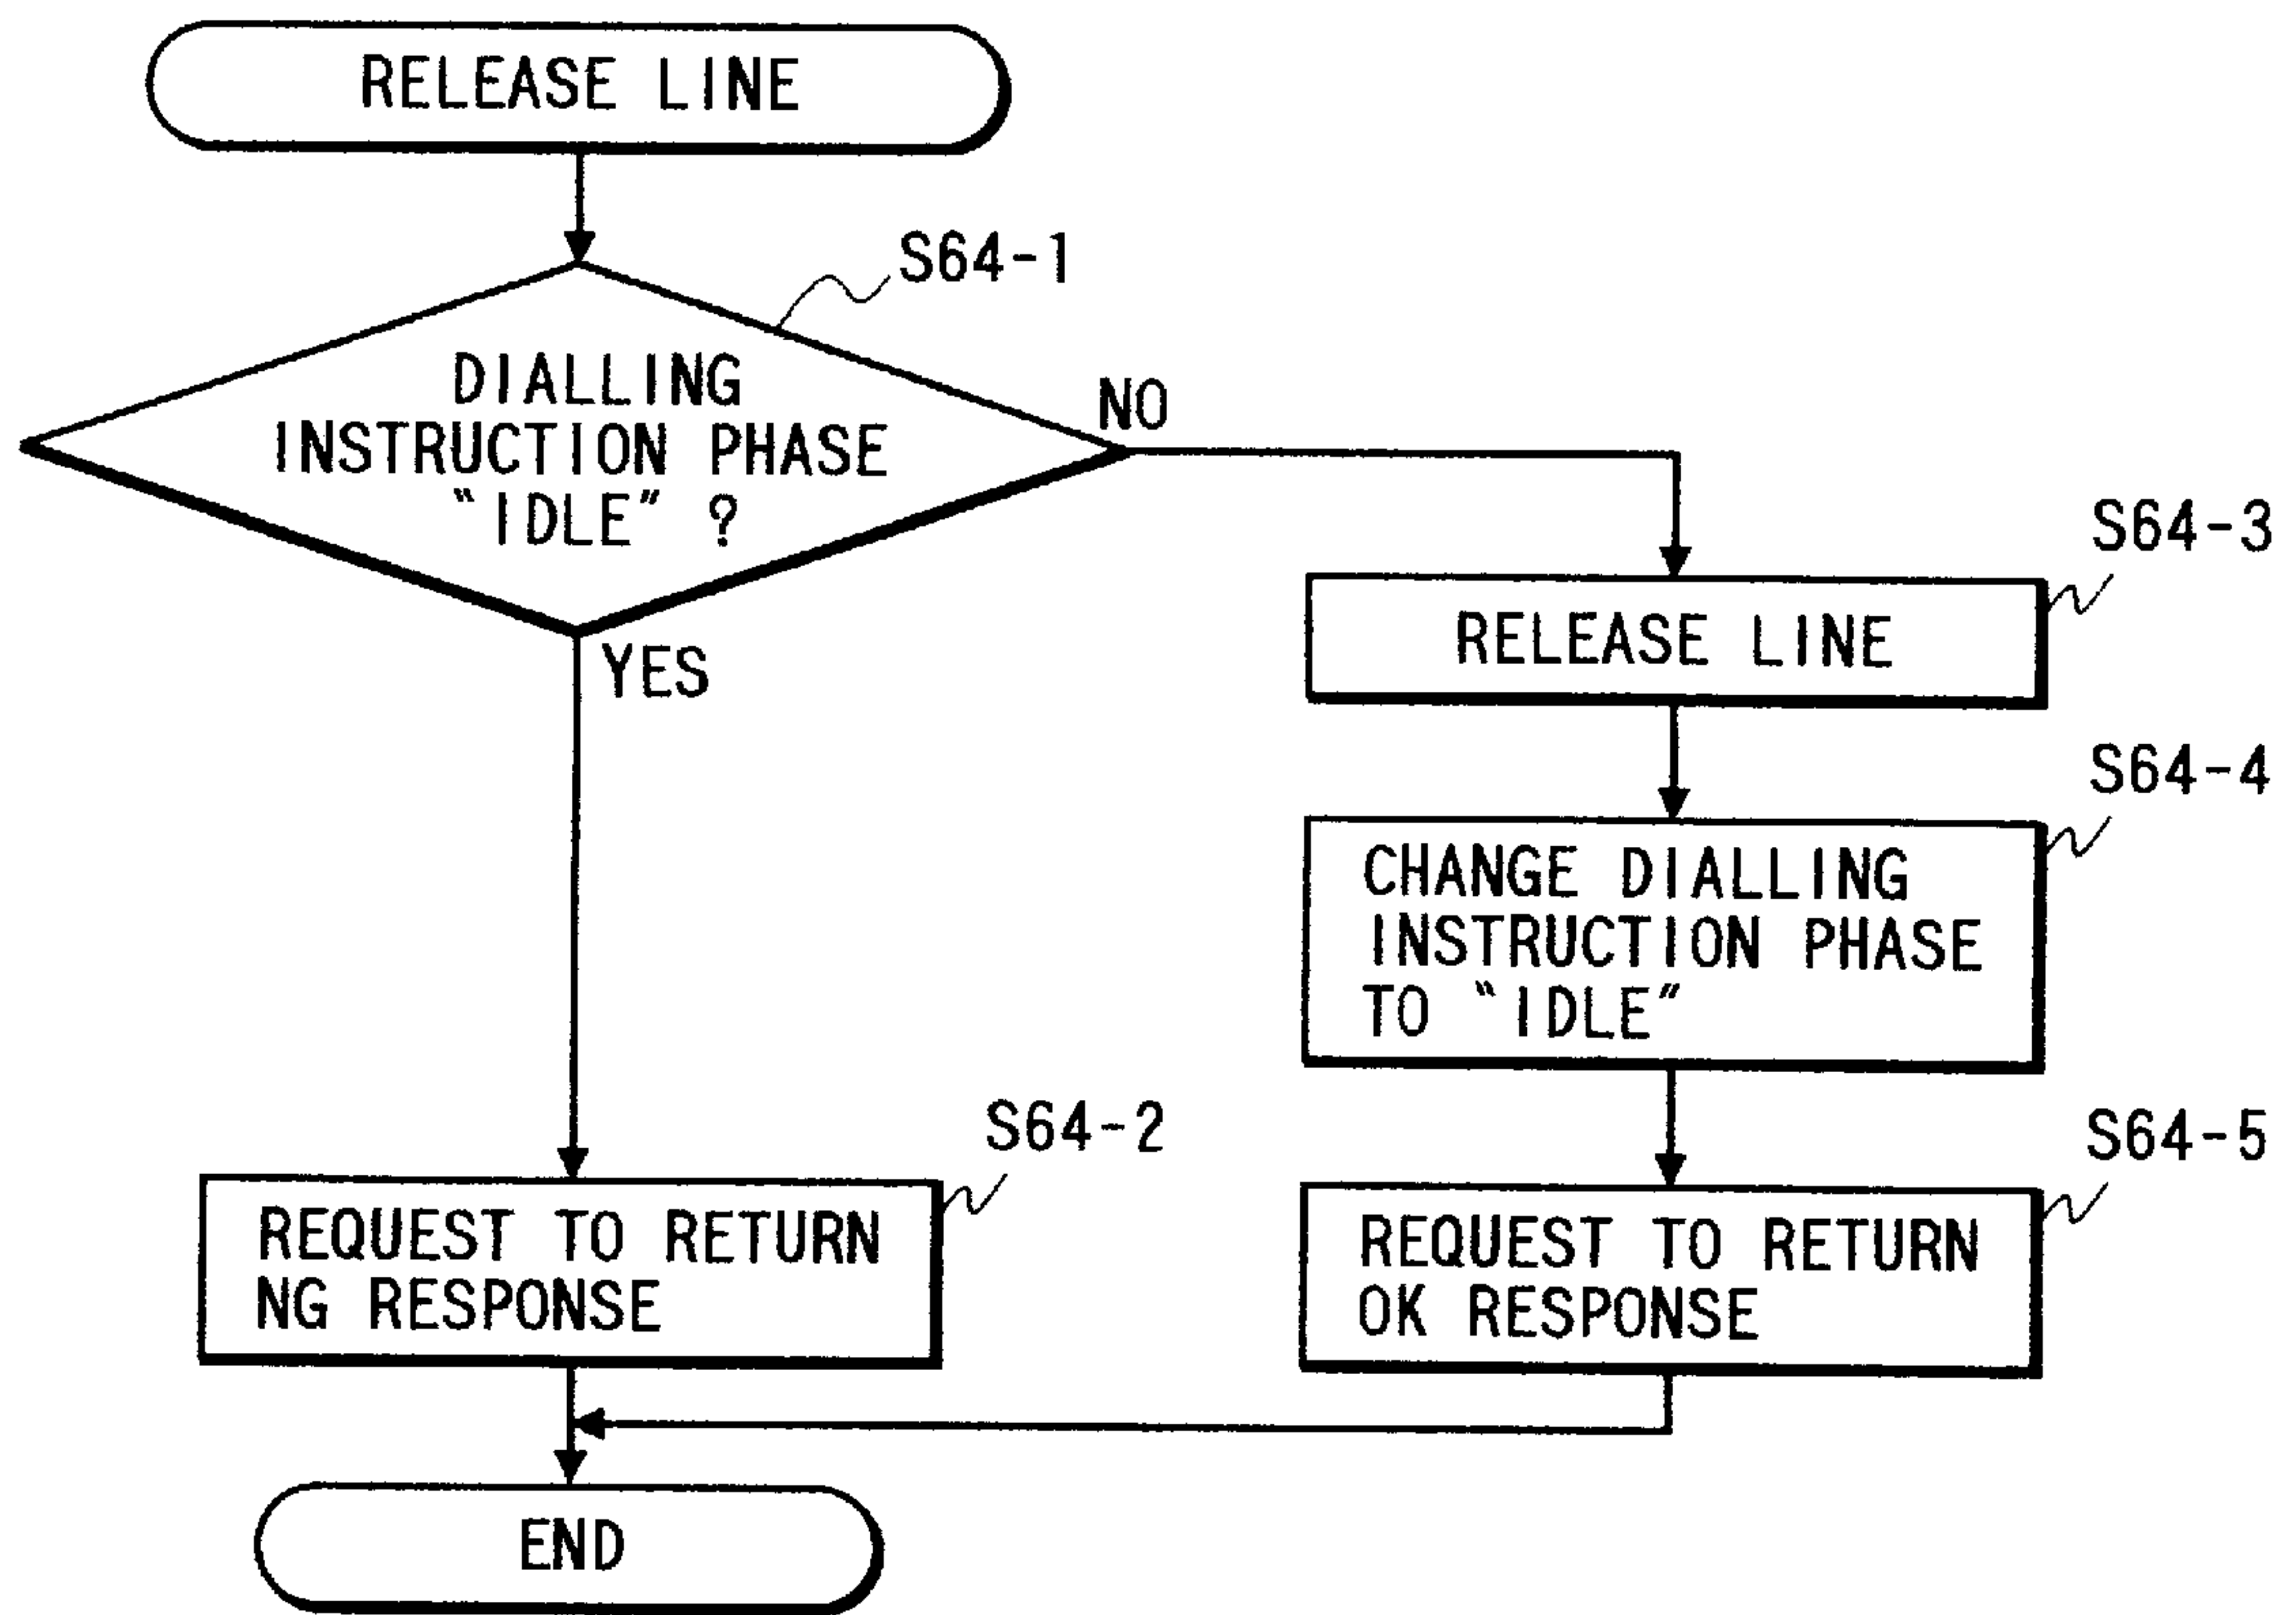 RELEASE LINE
S64-1
DIALLING
INSTRUCTION PHASE
“IDLE” ?
NO
YES
S64-3
RELEASE LINE
S64-4
CHANGE DIALLING
INSTRUCTION PHASE
TO “IDLE”
S64-2
REQUEST TO RETURN
NG RESPONSE
S64-5
REQUEST TO RETURN
OK RESPONSE
END